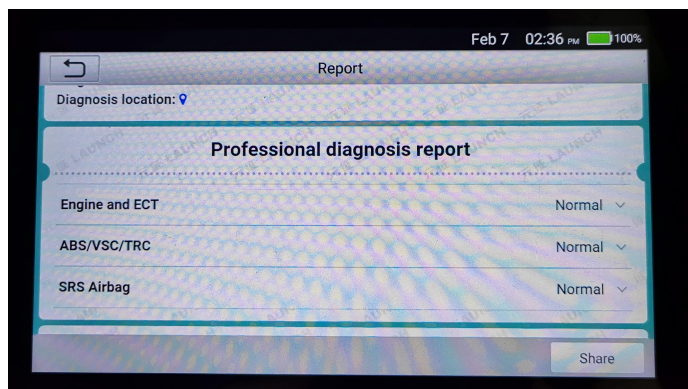 Feb 7 02:36 PM 100%
Report
Diagnosis location:
Professional diagnosis report
Engine and ECT Normal
ABS/VSC/TRC Normal
SRS Airbag Normal
Share
LAUNCH